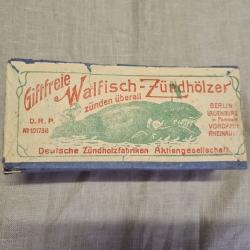 Giftfreie
Walfisch-Zündhölzer
zünden überall
D. R. P.
№ 101736
BERLIN
LAUENBURG
in Pommern
VORDAMM
RHEINAU
Deutsche Zündholzfabriken Aktiengesellschaft.